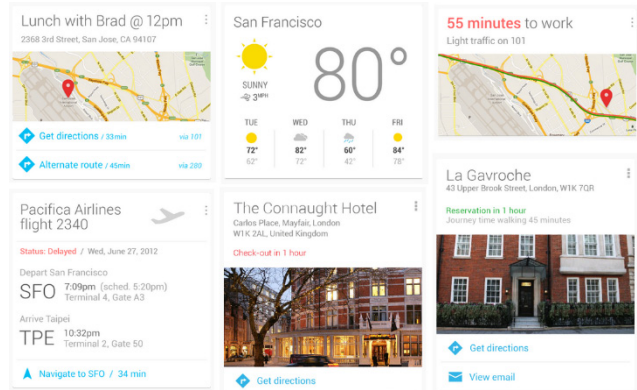 Lunch with Brad @ 12pm
2368 3rd Street, San Jose, CA 94107
Get directions / 33min
via 101
Alternate route / 45min
via 280
San Francisco
SUNNY
3 MPH
80°
TUE
WED
THU
FRI
72°
82°
60°
84°
62°
72°
42°
78°
55 minutes to work
Light traffic on 101
Pacifica Airlines
flight 2340
Status: Delayed / Wed, June 27, 2012
Depart San Francisco
SFO
7:09pm (sched. 5:20pm)
Terminal 4, Gate A3
Arrive Taipei
TPE
10:32pm
Terminal 2, Gate 50
Navigate to SFO / 34 min
The Connaught Hotel
Carlos Place, Mayfair, London
W1K 2AL, United Kingdom
Check-out in 1 hour
Get directions
La Gavroche
43 Upper Brook Street, London, W1K 7QR
Reservation in 1 hour
Journey time walking 45 minutes
Get directions
View email